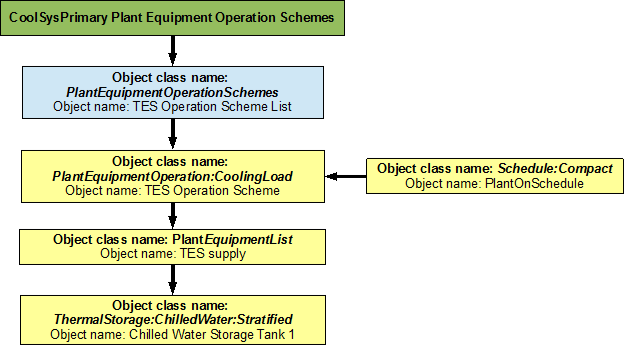 CoolSysPrimary Plant Equipment Operation Schemes
Object class name:
PlantEquipmentOperationSchemes
Object name: TES Operation Scheme List
Object class name:
PlantEquipmentOperation:CoolingLoad
Object name: TES Operation Scheme
Object class name: Schedule:Compact
Object name: PlantOnSchedule
Object class name: PlantEquipmentList
Object name: TES supply
Object class name:
ThermalStorage:ChilledWater:Stratified
Object name: Chilled Water Storage Tank 1